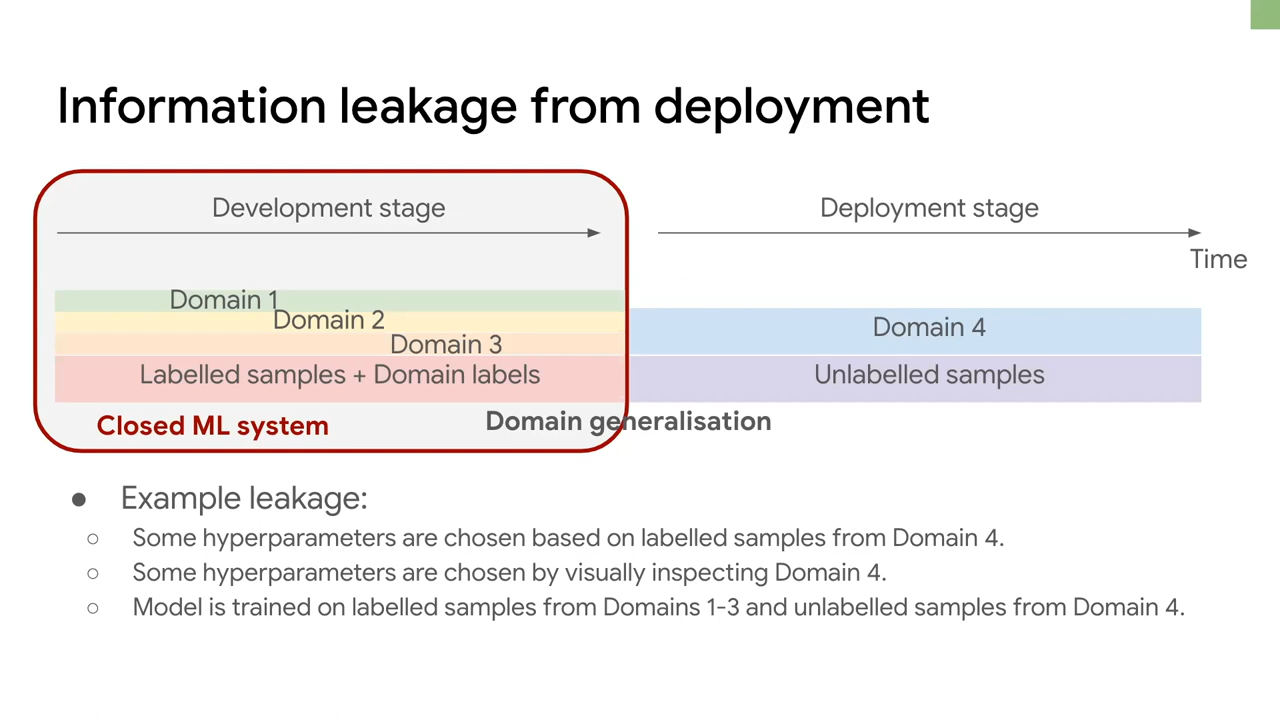 Information leakage from deployment
Development stage
Deployment stage
Time
Domain 1
Domain 2
Domain 3
Domain 4
Labelled samples + Domain labels
Unlabelled samples
Closed ML system
Domain generalisation
● Example leakage:
○ Some hyperparameters are chosen based on labelled samples from Domain 4.
○ Some hyperparameters are chosen by visually inspecting Domain 4.
○ Model is trained on labelled samples from Domains 1-3 and unlabelled samples from Domain 4.